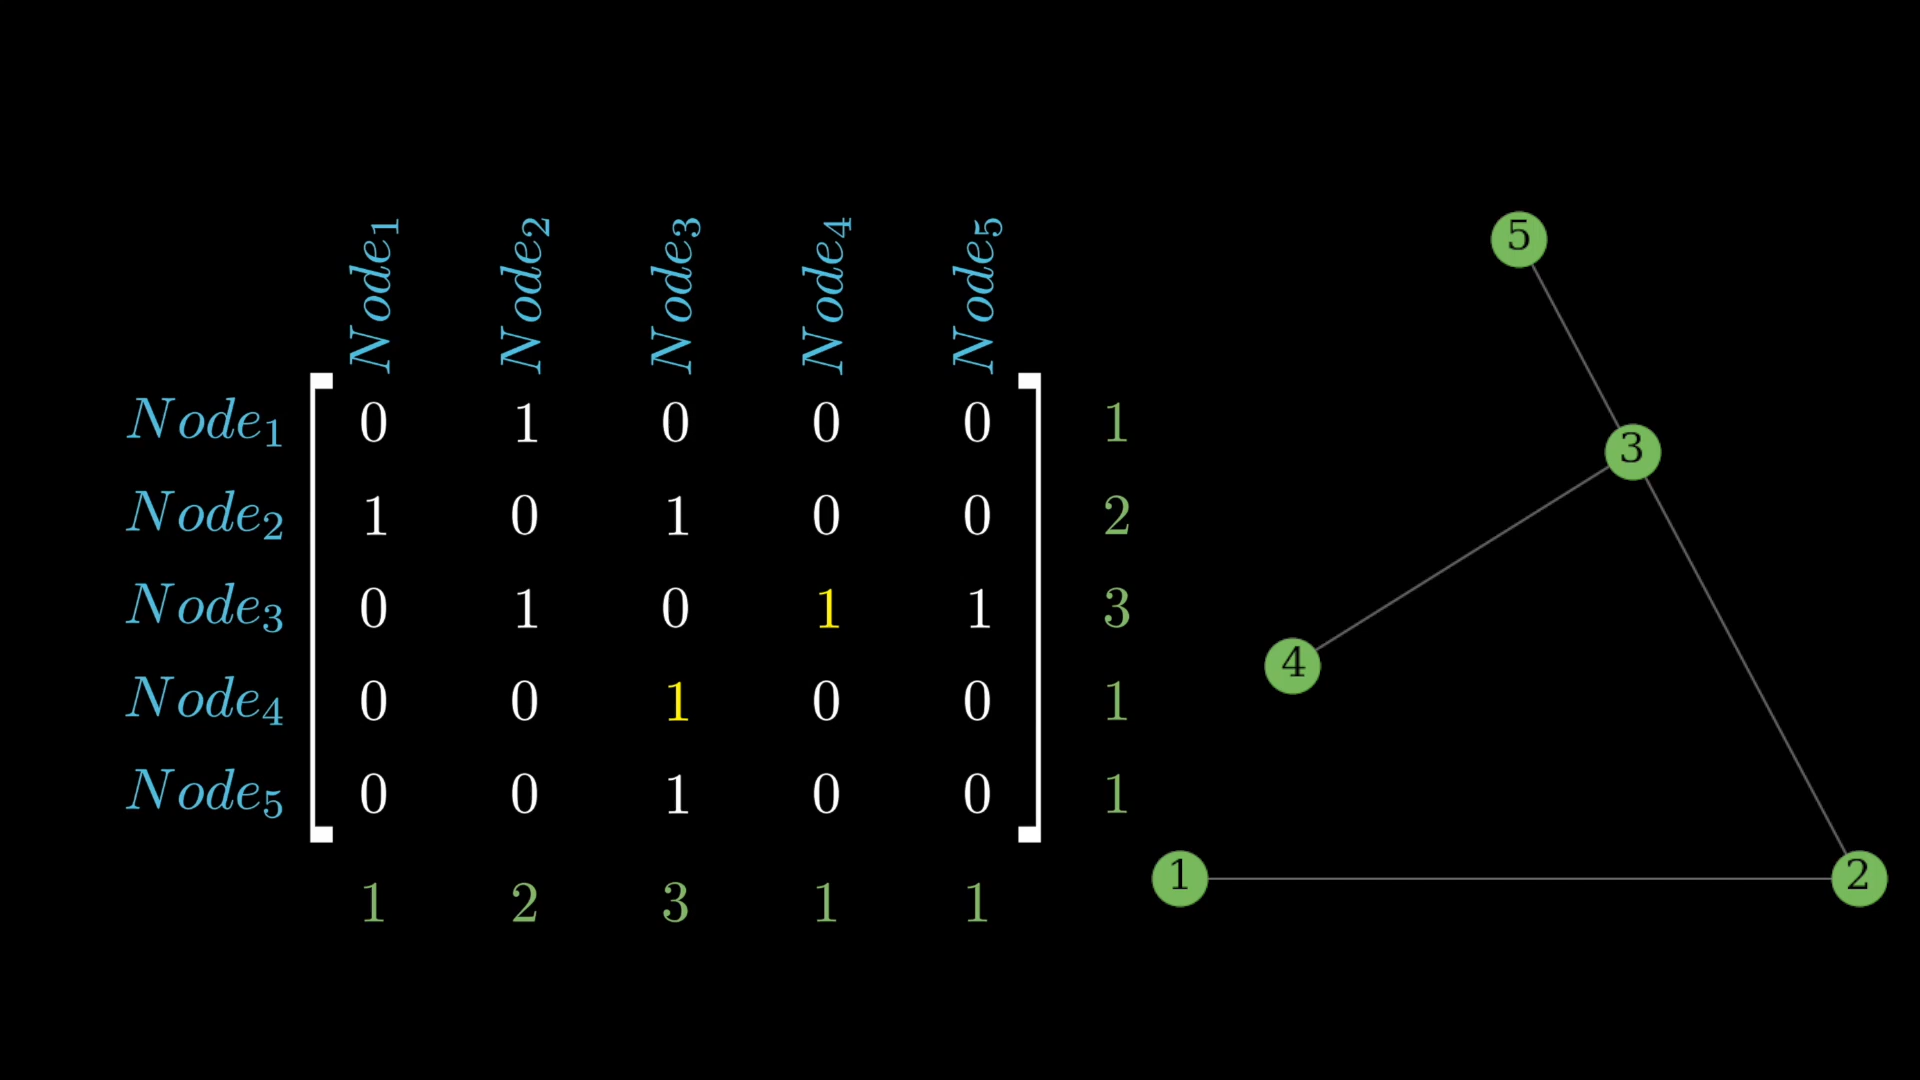 Node₁ Node₂ Node₃ Node₄ Node₅
Node₁ 0 1 0 0 0 1
Node₂ 1 0 1 0 0 2
Node₃ 0 1 0 1 1 3
Node₄ 0 0 1 0 0 1
Node₅ 0 0 1 0 0 1
1 2 3 1 1
5
3
4
1
2